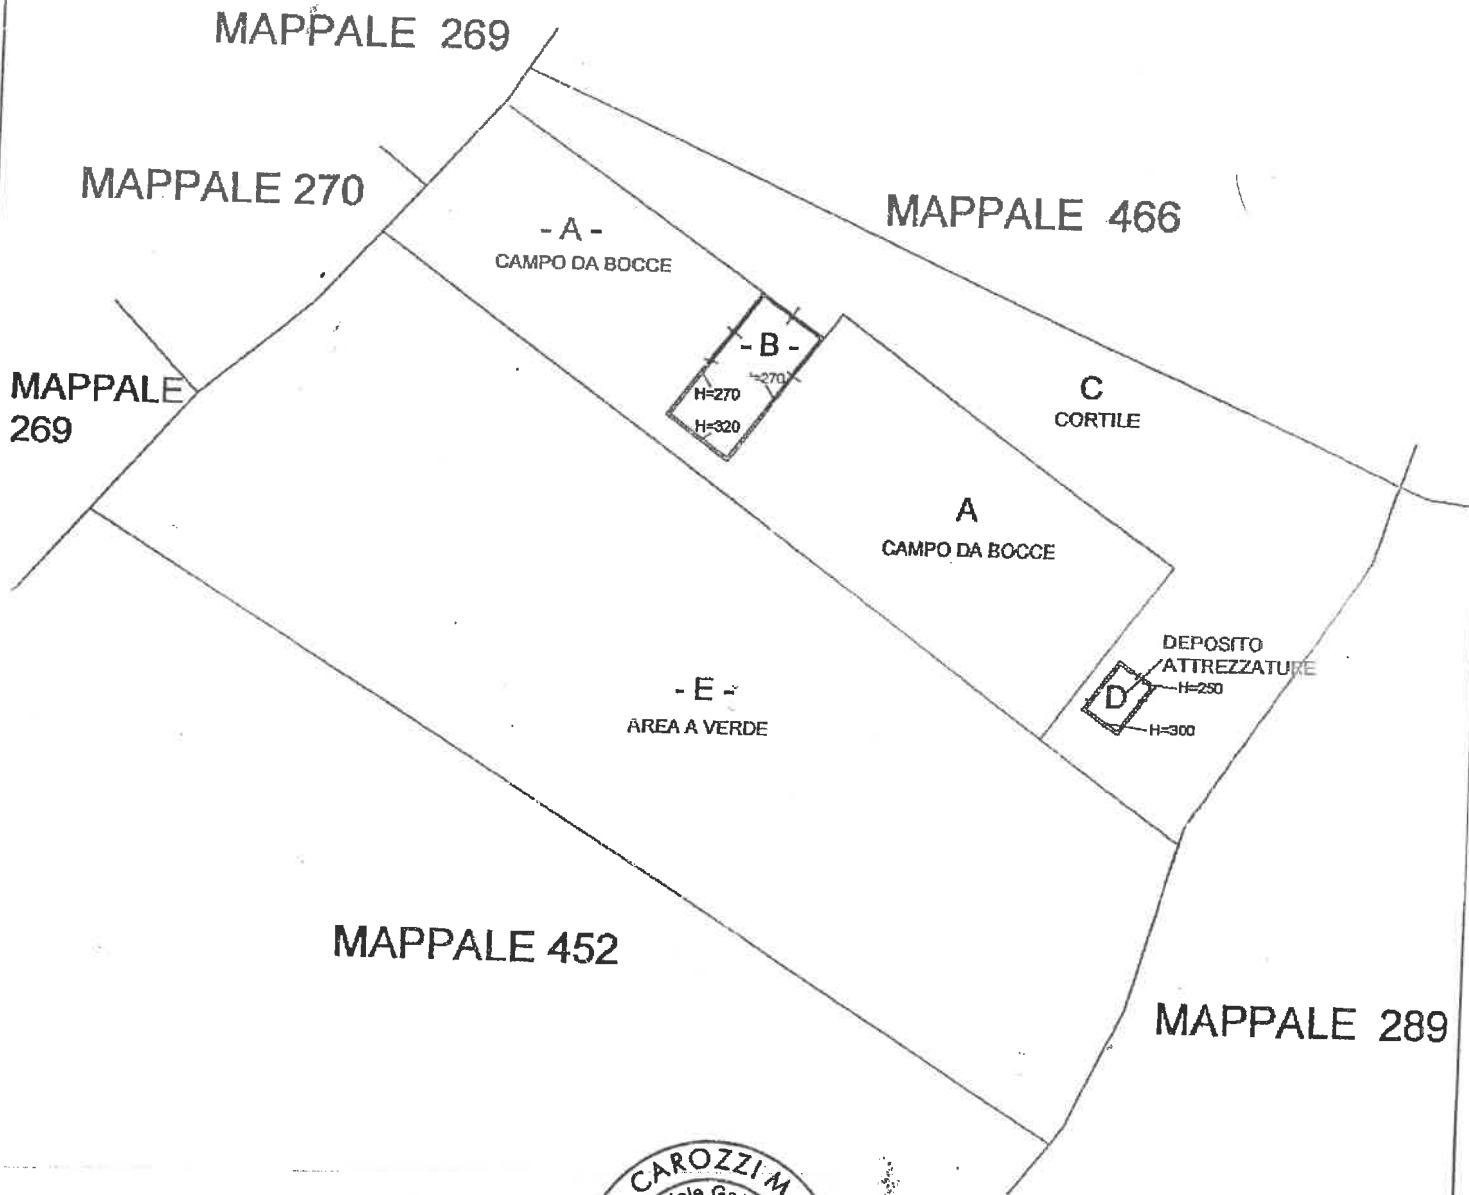 MAPPALE 269
MAPPALE 270
MAPPALE 466
- A -
CAMPO DA BOCCE
- B -
=270
H=270
H=320
MAPPALE
269
C
CORTILE
A
CAMPO DA BOCCE
DEPOSITO
ATTREZZATURE
D
H=250
H=300
- E -
AREA A VERDE
MAPPALE 452
MAPPALE 289
CAROZZI M